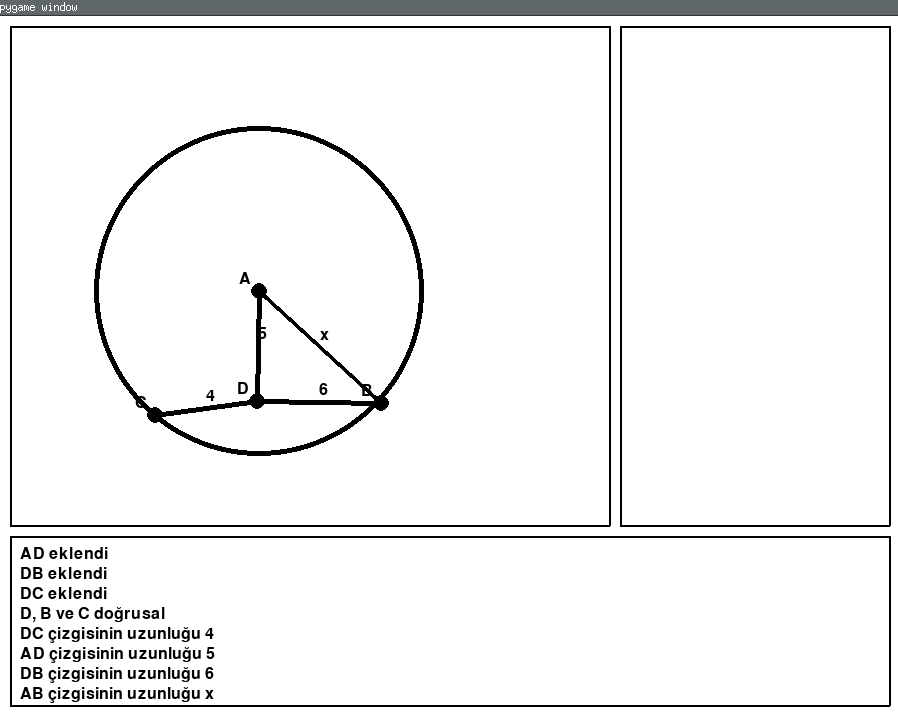 pygame window
A
5
x
D
6
B
C
4
AD eklendi
DB eklendi
DC eklendi
D, B ve C doğrusal
DC çizgisinin uzunluğu 4
AD çizgisinin uzunluğu 5
DB çizgisinin uzunluğu 6
AB çizgisinin uzunluğu x